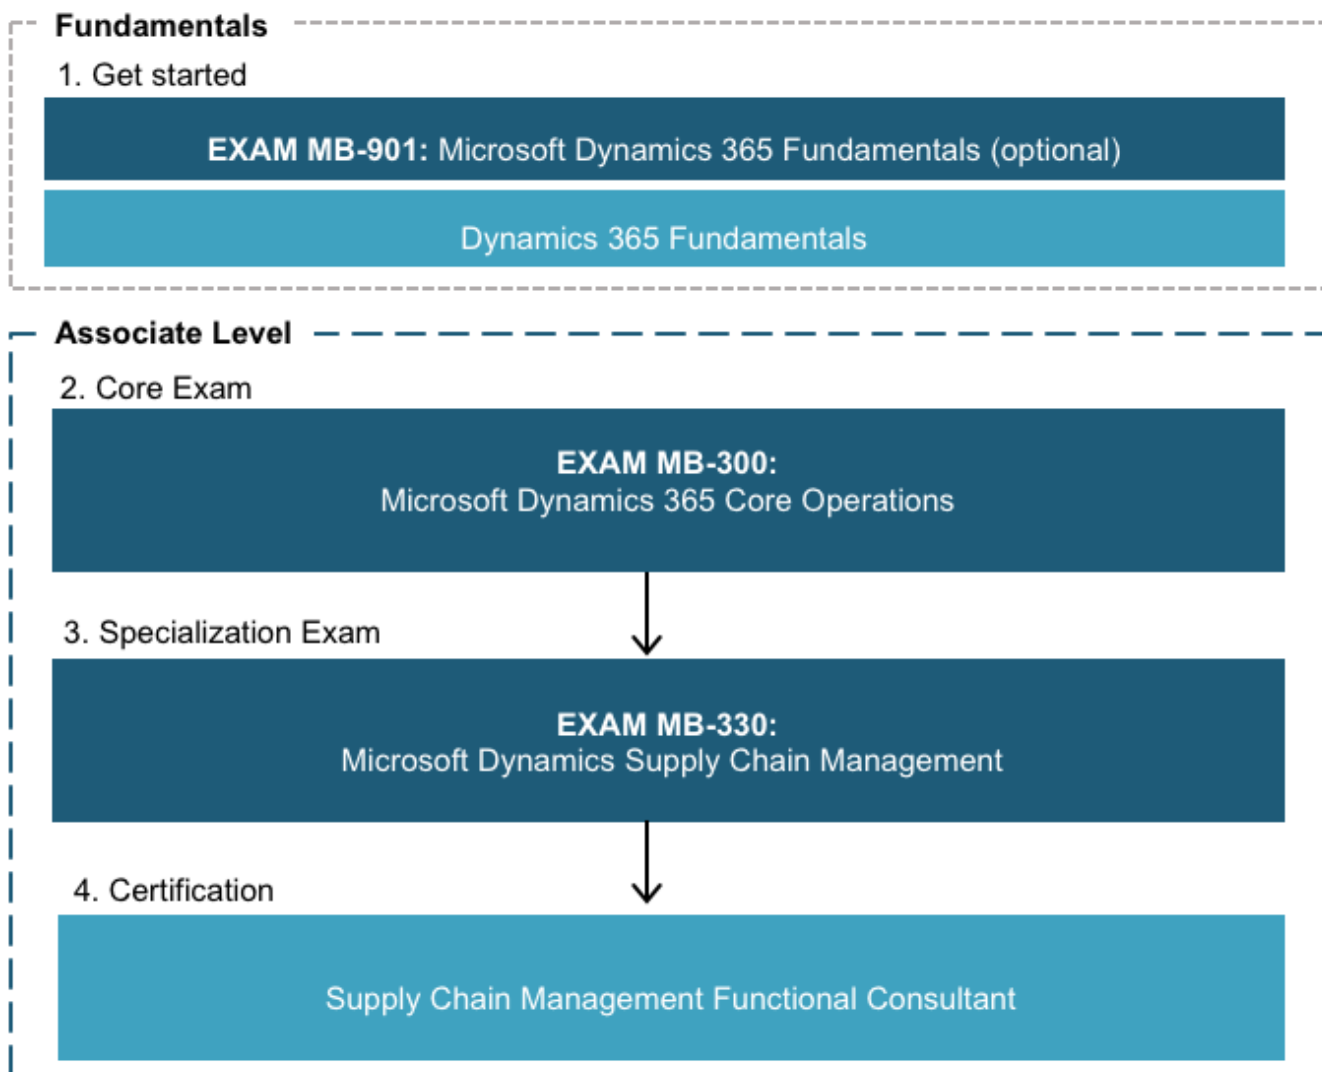 Fundamentals
1. Get started
EXAM MB-901: Microsoft Dynamics 365 Fundamentals (optional)
Dynamics 365 Fundamentals
Associate Level
2. Core Exam
EXAM MB-300:
Microsoft Dynamics 365 Core Operations
3. Specialization Exam
EXAM MB-330:
Microsoft Dynamics Supply Chain Management
4. Certification
Supply Chain Management Functional Consultant